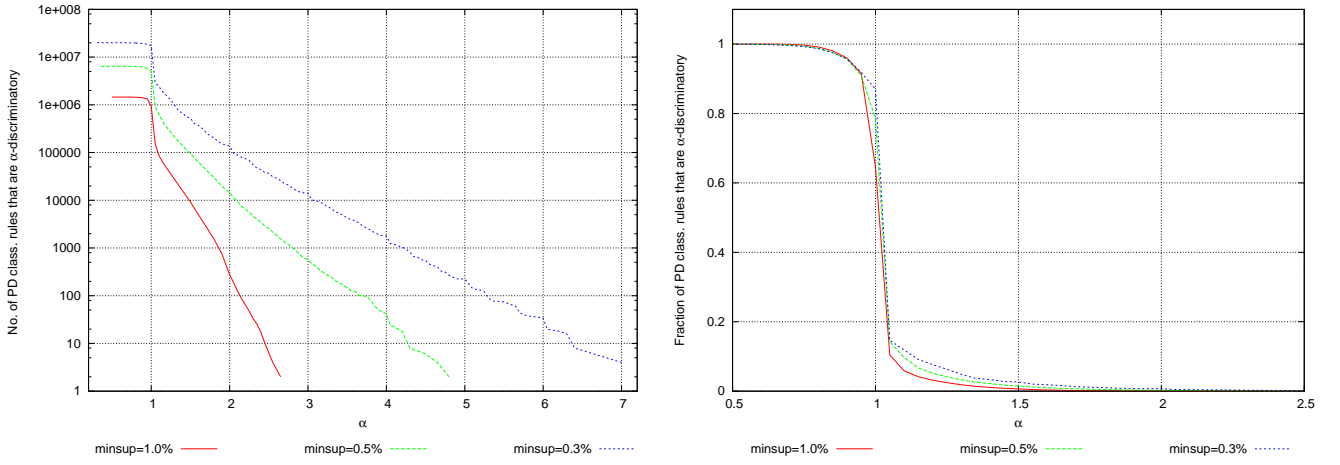 No. of PD class. rules that are α-discriminatory
1e+008
1e+007
1e+006
100000
10000
1000
100
10
1
1 2 3 4 5 6 7
α
minsup=1.0%
minsup=0.5%
minsup=0.3%
Fraction of PD class. rules that are α-discriminatory
1
0.8
0.6
0.4
0.2
0
0.5 1 1.5 2 2.5
α
minsup=1.0%
minsup=0.5%
minsup=0.3%